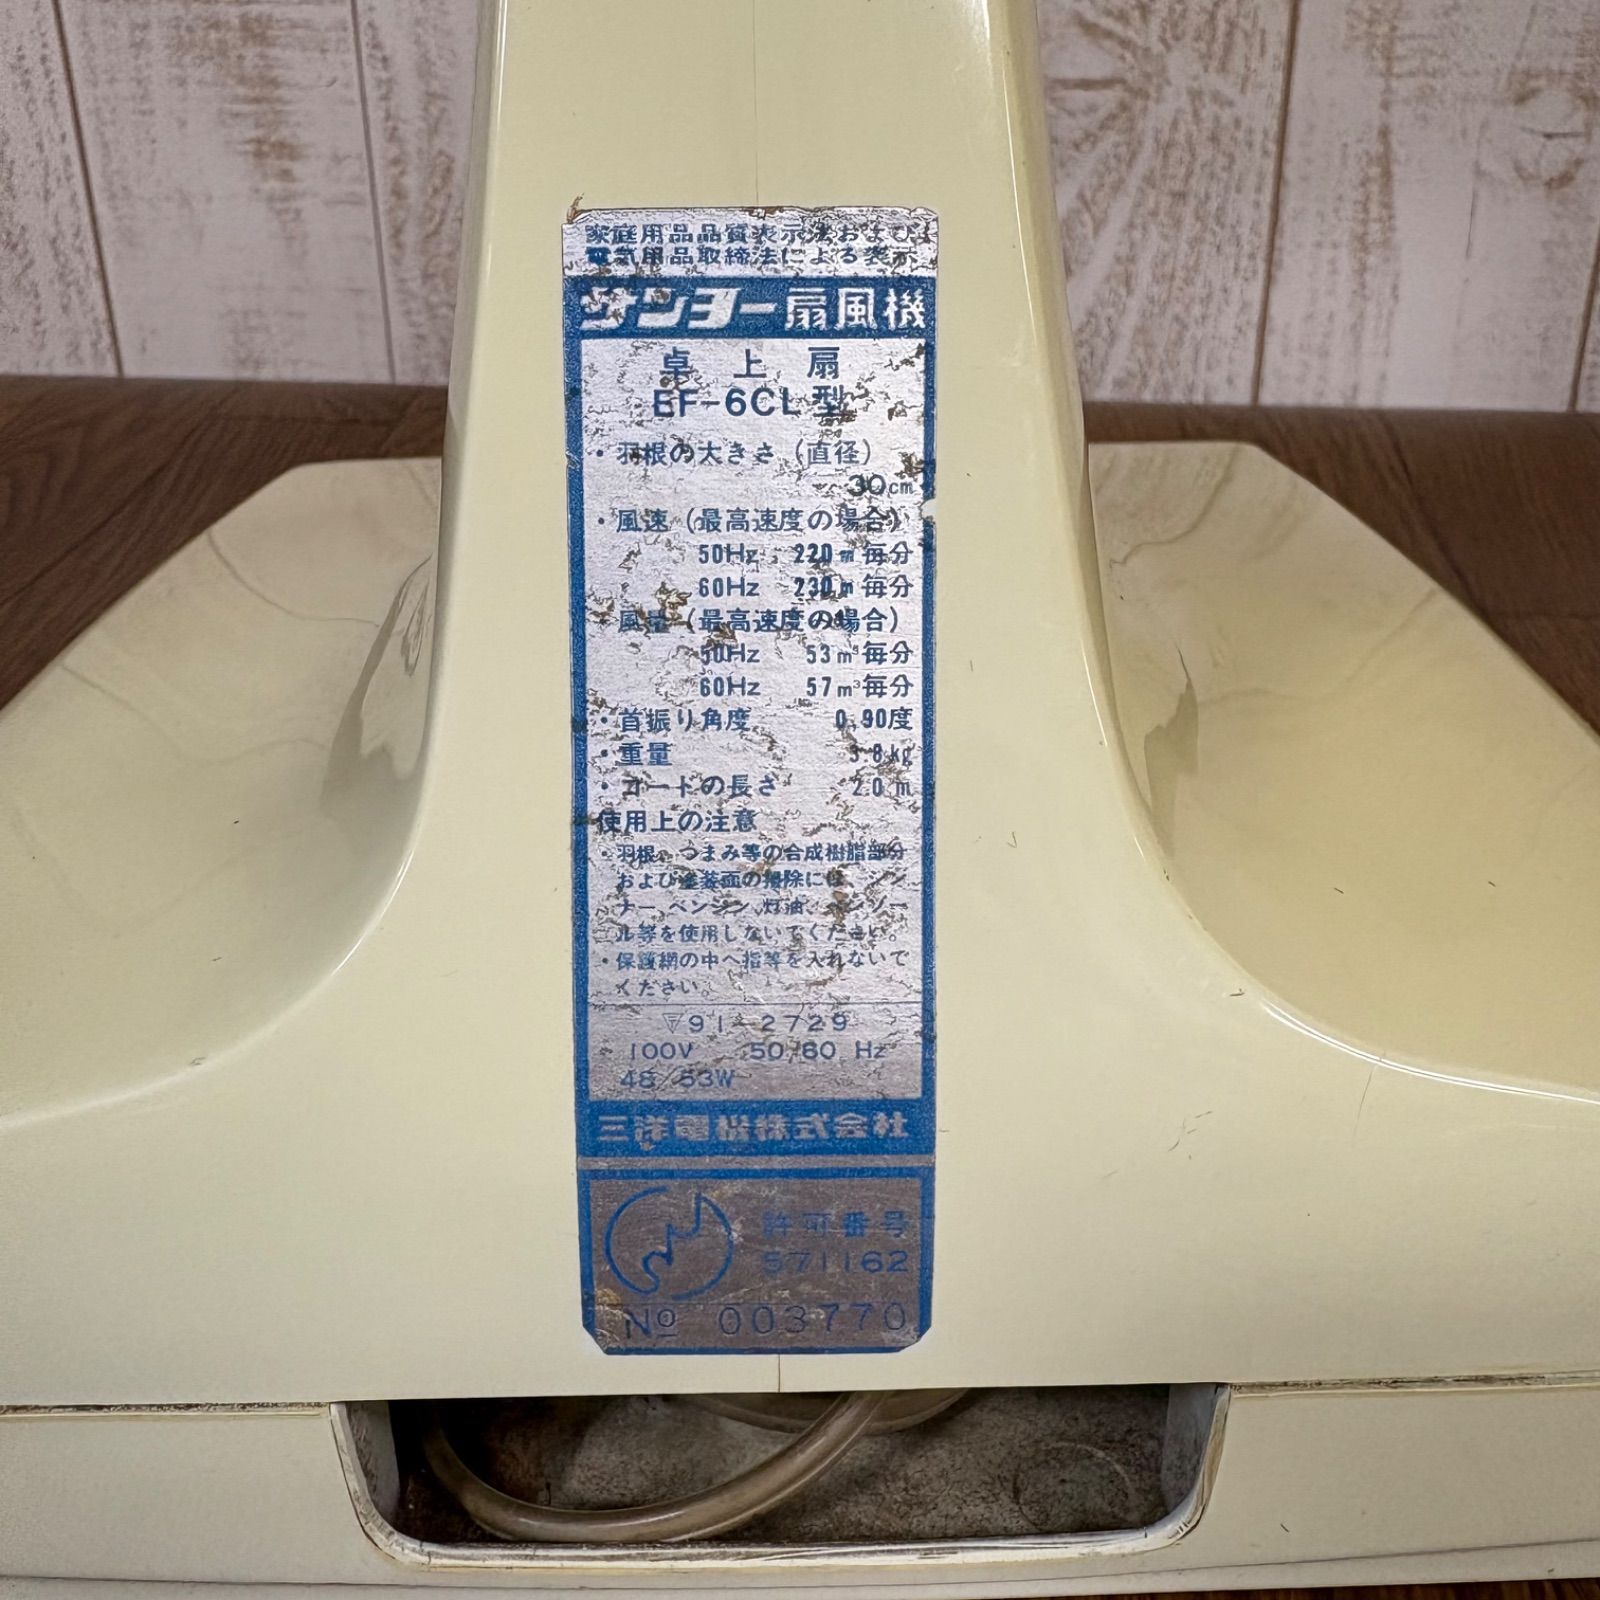 家庭用品品質表示法および
電気用品取締法による表示
サンヨー扇風機
卓上扇
EF-6CL型
・羽根の大きさ（直径）
30cm
・風速（最高速度の場合）
50Hz 220m毎分
60Hz 230m毎分
・風量（最高速度の場合）
50Hz 53m³毎分
60Hz 57m³毎分
・首振り角度 0,90度
・重量 3.8kg
・コードの長さ 2.0m
使用上の注意
・羽根、つまみ等の合成樹脂部分
および塗装面の掃除には、シン
ナー、ベンジン、灯油、ベンゾー
ル等を使用しないでください。
・保護網の中へ指等を入れないで
ください。
▽91-2729
100V 50/60 Hz
48/53W
許可番号
571162
No 003770